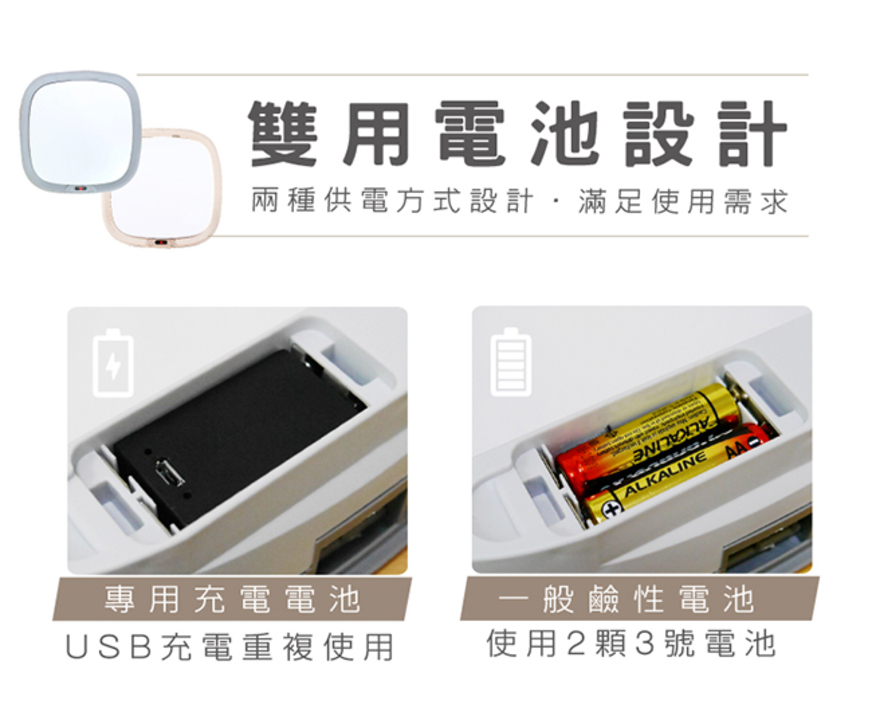 雙用電池設計
兩種供電方式設計・滿足使用需求
ALKALINE
AA
ALKALINE
專用充電電池
USB充電重複使用
一般鹼性電池
使用2顆3號電池